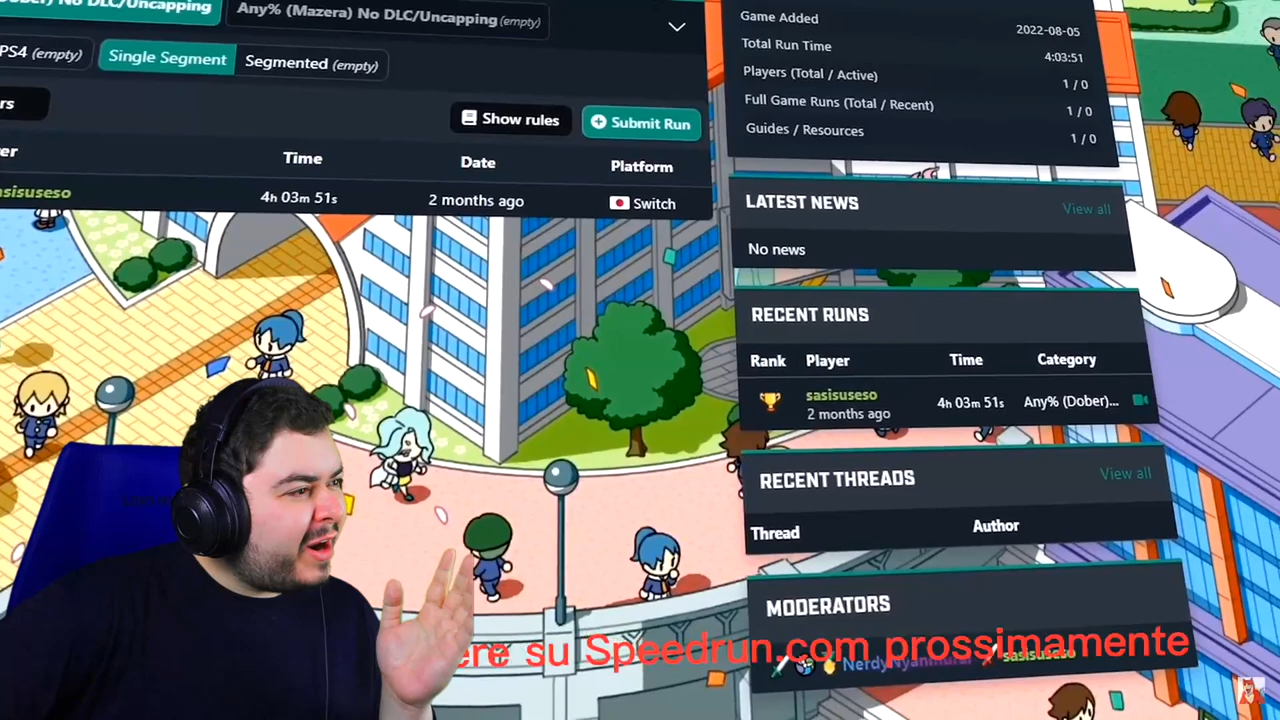 Uncapping
Any% (Mazera) No DLC/Uncapping (empty)
PS4 (empty)
Single Segment
Segmented (empty)
Show rules
Submit Run
Time
Date
Platform
4h 03m 51s
2 months ago
Switch
Game Added
2022-08-05
Total Run Time
4:03:51
Players (Total / Active)
1 / 0
Full Game Runs (Total / Recent)
1 / 0
Guides / Resources
1 / 0
LATEST NEWS
View all
No news
RECENT RUNS
Rank Player Time Category
sasisuseso
2 months ago
4h 03m 51s
Any% (Dober)...
RECENT THREADS
View all
Thread Author
MODERATORS
su Speedrun.com prossimamente
sasisuseso